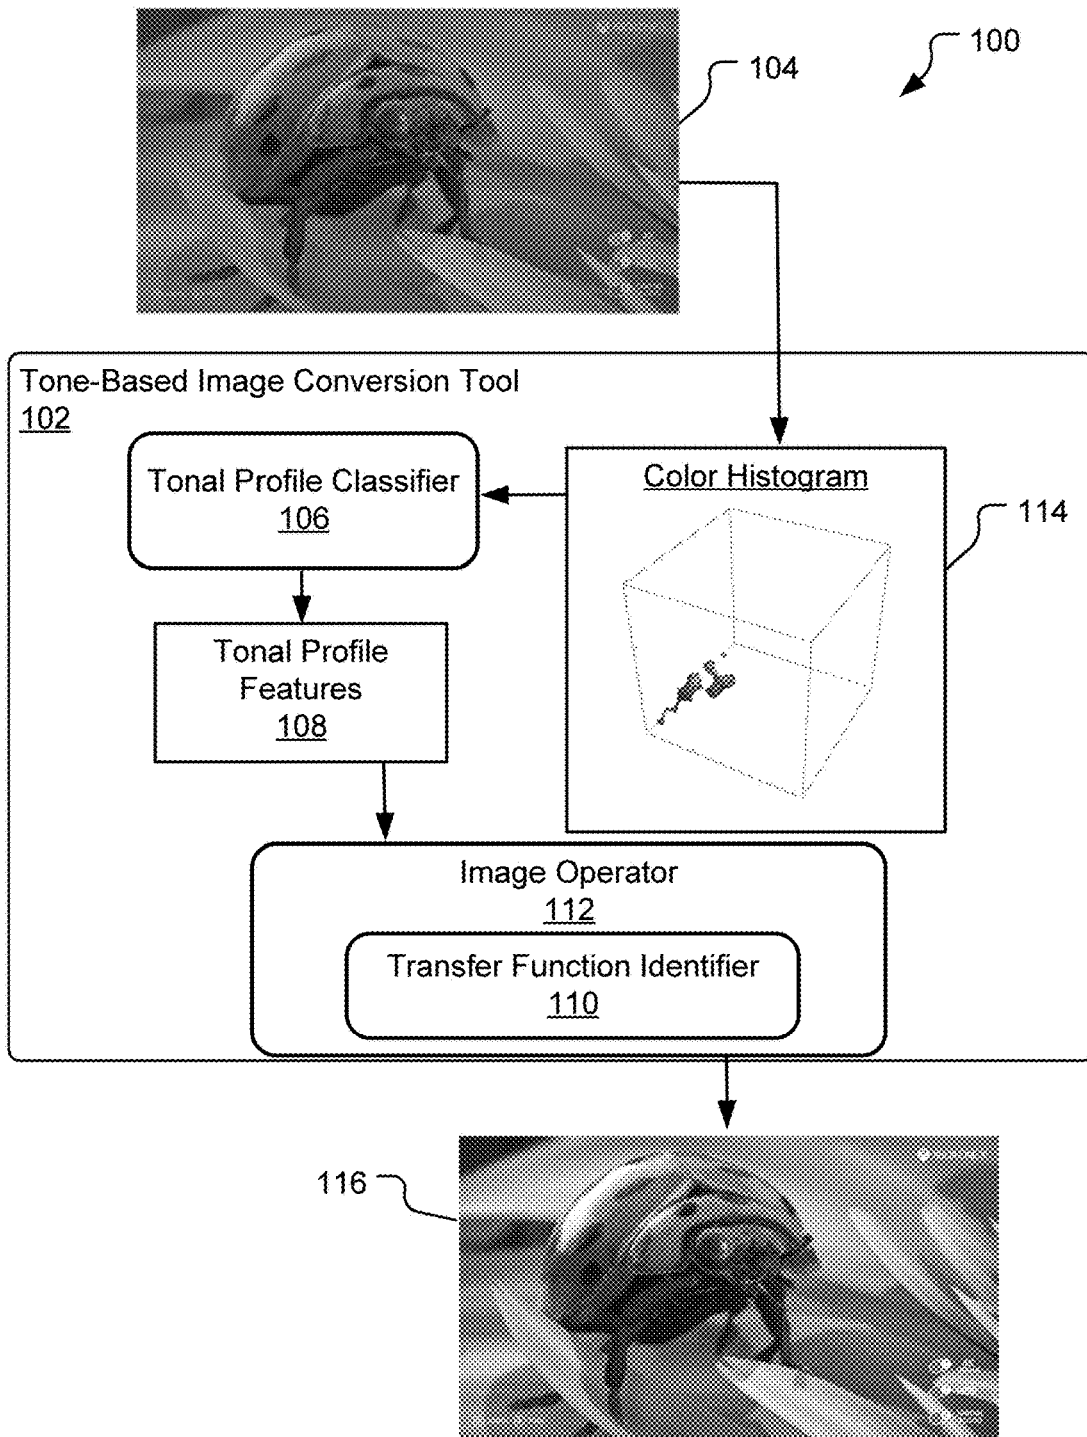 100
104
Tone-Based Image Conversion Tool
102
Tonal Profile Classifier
106
Color Histogram
114
Tonal Profile
Features
108
Image Operator
112
Transfer Function Identifier
110
116